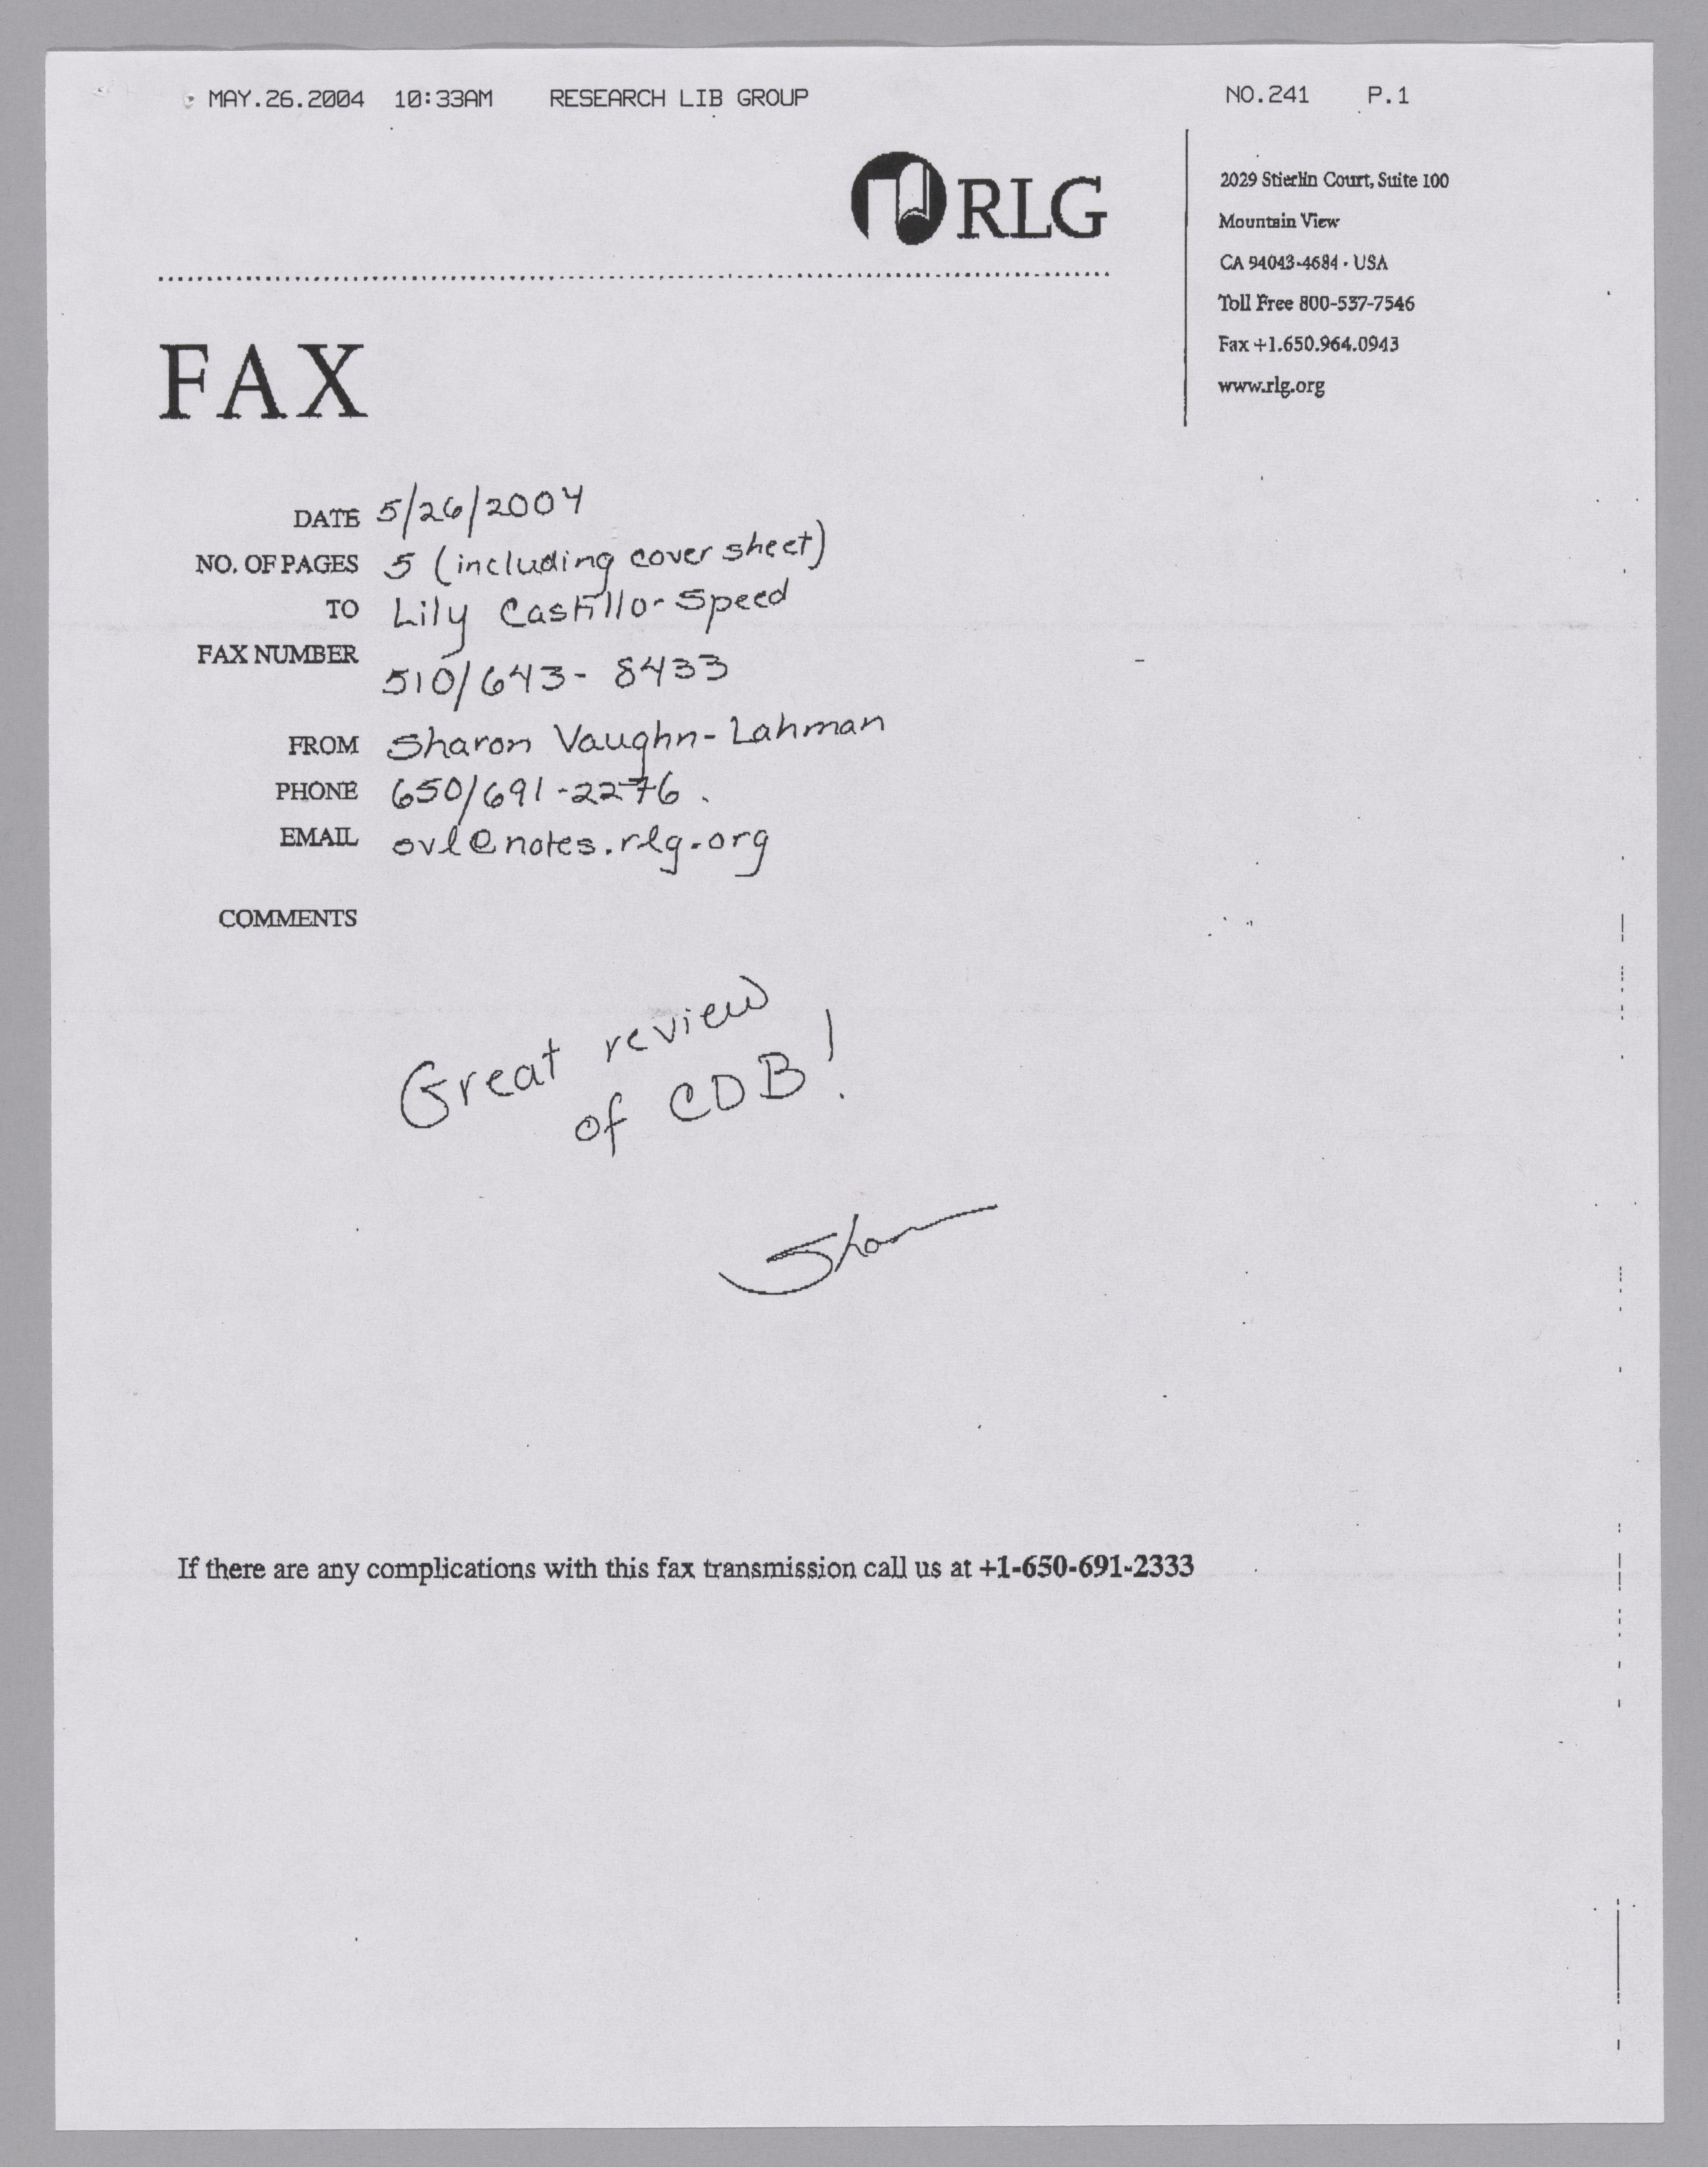 MAY.26.2004 10:33AM RESEARCH LIB GROUP NO.241 P.1
RLG
2029 Stierlin Court, Suite 100
Mountain View
CA 94043-4684 · USA
Toll Free 800-537-7546
Fax +1.650.964.0943
www.rlg.org
FAX
DATE 5/26/2004
NO. OF PAGES 5 (including cover sheet)
TO Lily Castillo-Speed
FAX NUMBER 510/643-8433
FROM Sharon Vaughn-Lahman
PHONE 650/691-2276.
EMAIL svl@notes.rlg.org
COMMENTS
Great review
of CDB!
If there are any complications with this fax transmission call us at +1-650-691-2333